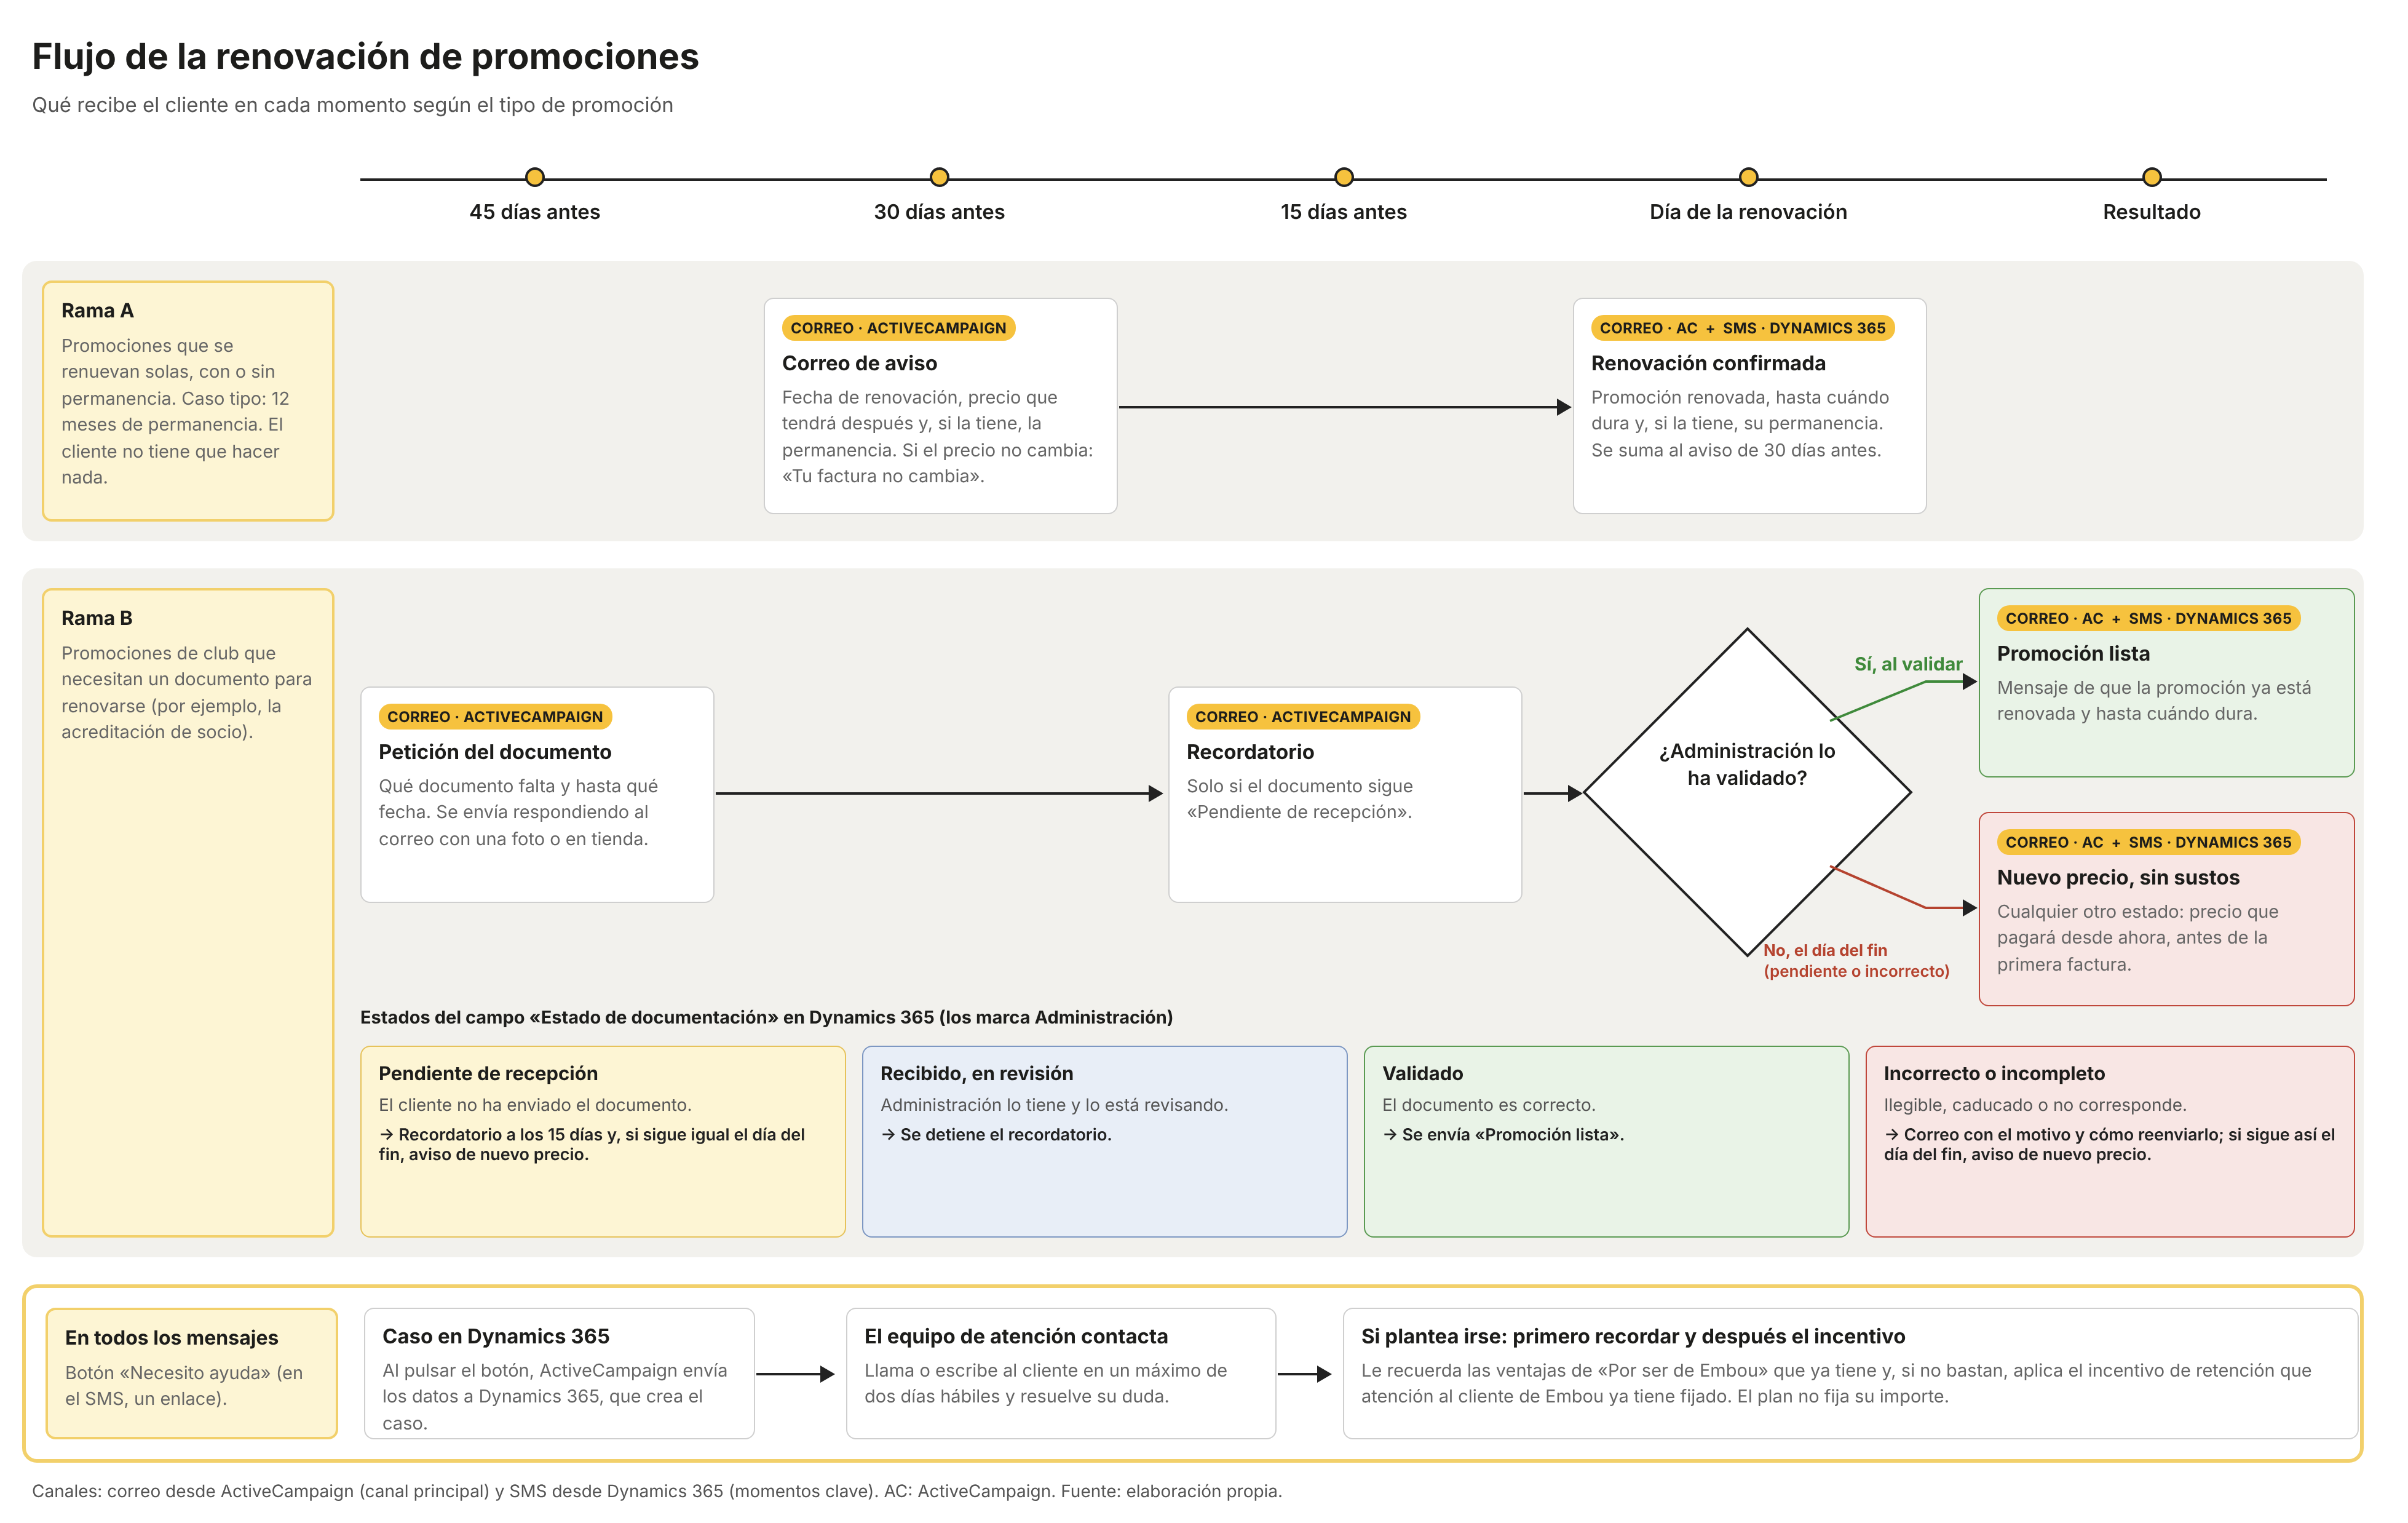 Flujo de la renovación de promociones
Qué recibe el cliente en cada momento según el tipo de promoción
45 días antes
30 días antes
15 días antes
Día de la renovación
Resultado
Rama A
Promociones que se
renuevan solas, con o sin
permanencia. Caso tipo: 12
meses de permanencia. El
cliente no tiene que hacer
nada.
CORREO · ACTIVECAMPAIGN
Correo de aviso
Fecha de renovación, precio que
tendrá después y, si la tiene, la
permanencia. Si el precio no cambia:
«Tu factura no cambia».
CORREO · AC + SMS · DYNAMICS 365
Renovación confirmada
Promoción renovada, hasta cuándo
dura y, si la tiene, su permanencia.
Se suma al aviso de 30 días antes.
Rama B
Promociones de club que
necesitan un documento para
renovarse (por ejemplo, la
acreditación de socio).
CORREO · ACTIVECAMPAIGN
Petición del documento
Qué documento falta y hasta qué
fecha. Se envía respondiendo al
correo con una foto o en tienda.
CORREO · ACTIVECAMPAIGN
Recordatorio
Solo si el documento sigue
«Pendiente de recepción».
¿Administración lo
ha validado?
Sí, al validar
CORREO · AC + SMS · DYNAMICS 365
Promoción lista
Mensaje de que la promoción ya está
renovada y hasta cuándo dura.
No, el día del fin
(pendiente o incorrecto)
CORREO · AC + SMS · DYNAMICS 365
Nuevo precio, sin sustos
Cualquier otro estado: precio que
pagará desde ahora, antes de la
primera factura.
Estados del campo «Estado de documentación» en Dynamics 365 (los marca Administración)
Pendiente de recepción
El cliente no ha enviado el documento.
→ Recordatorio a los 15 días y, si sigue igual el día del
fin, aviso de nuevo precio.
Recibido, en revisión
Administración lo tiene y lo está revisando.
→ Se detiene el recordatorio.
Validado
El documento es correcto.
→ Se envía «Promoción lista».
Incorrecto o incompleto
Ilegible, caducado o no corresponde.
→ Correo con el motivo y cómo reenviarlo; si sigue así el
día del fin, aviso de nuevo precio.
En todos los mensajes
Botón «Necesito ayuda» (en
el SMS, un enlace).
Caso en Dynamics 365
Al pulsar el botón, ActiveCampaign envía
los datos a Dynamics 365, que crea el
caso.
El equipo de atención contacta
Llama o escribe al cliente en un máximo de
dos días hábiles y resuelve su duda.
Si plantea irse: primero recordar y después el incentivo
Le recuerda las ventajas de «Por ser de Embou» que ya tiene y, si no bastan, aplica el incentivo de retención que
atención al cliente de Embou ya tiene fijado. El plan no fija su importe.
Canales: correo desde ActiveCampaign (canal principal) y SMS desde Dynamics 365 (momentos clave). AC: ActiveCampaign. Fuente: elaboración propia.